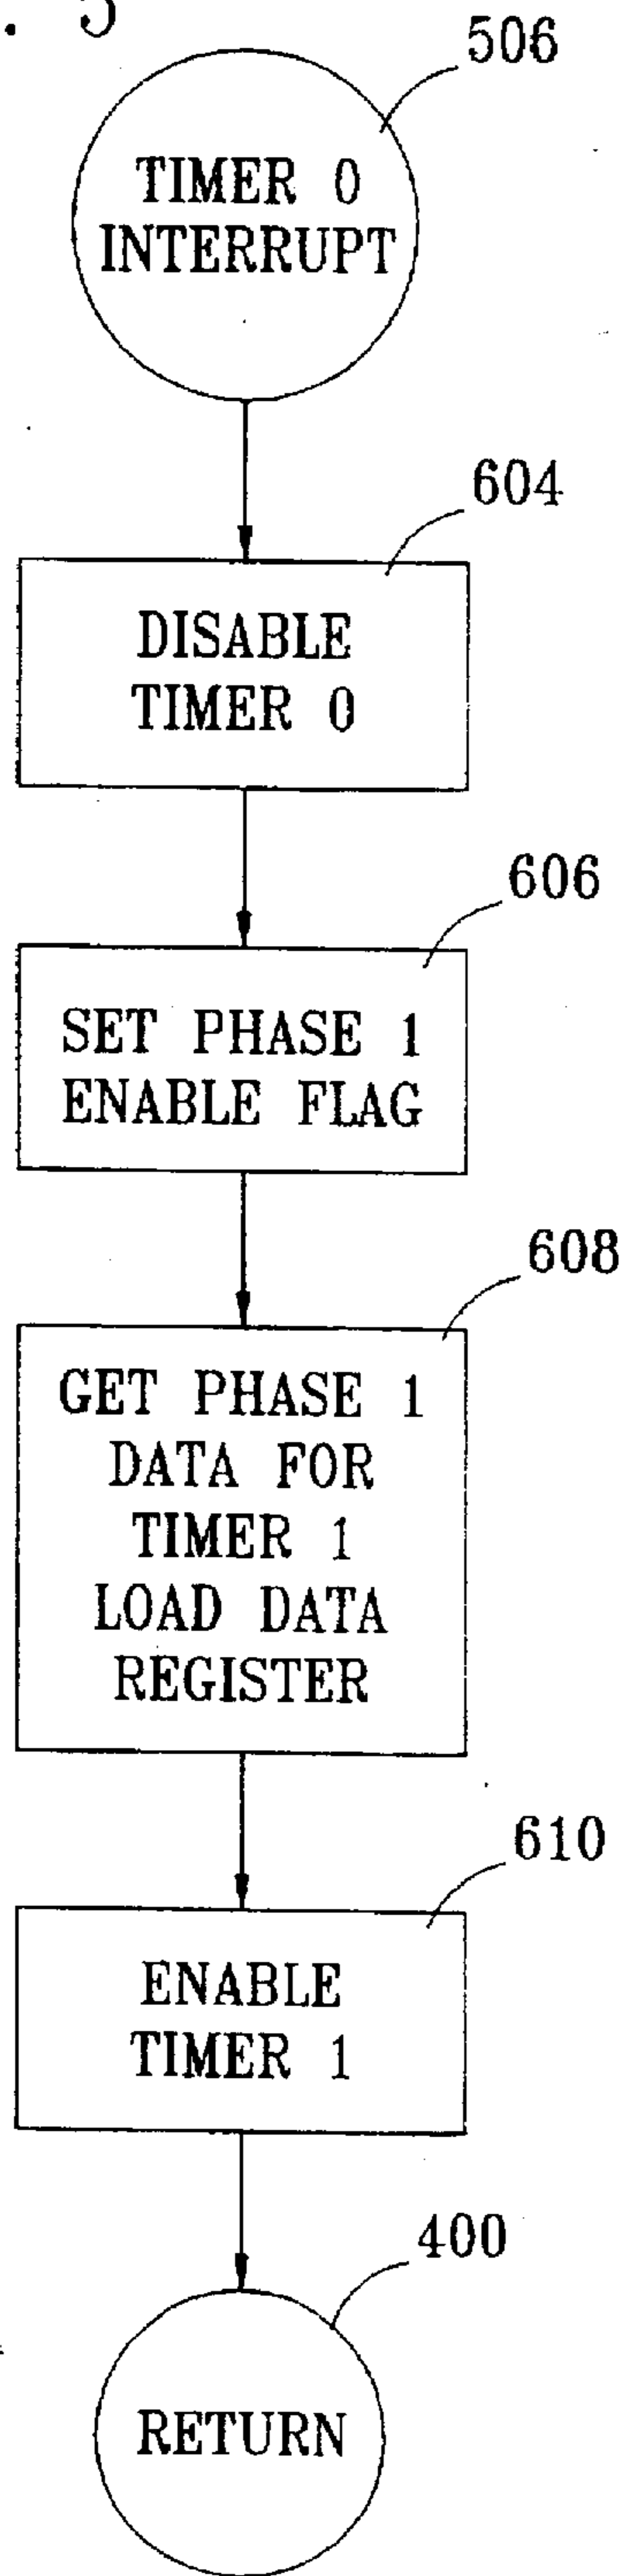 . 5
506
TIMER 0
INTERRUPT
604
DISABLE
TIMER 0
606
SET PHASE 1
ENABLE FLAG
608
GET PHASE 1
DATA FOR
TIMER 1
LOAD DATA
REGISTER
610
ENABLE
TIMER 1
400
RETURN